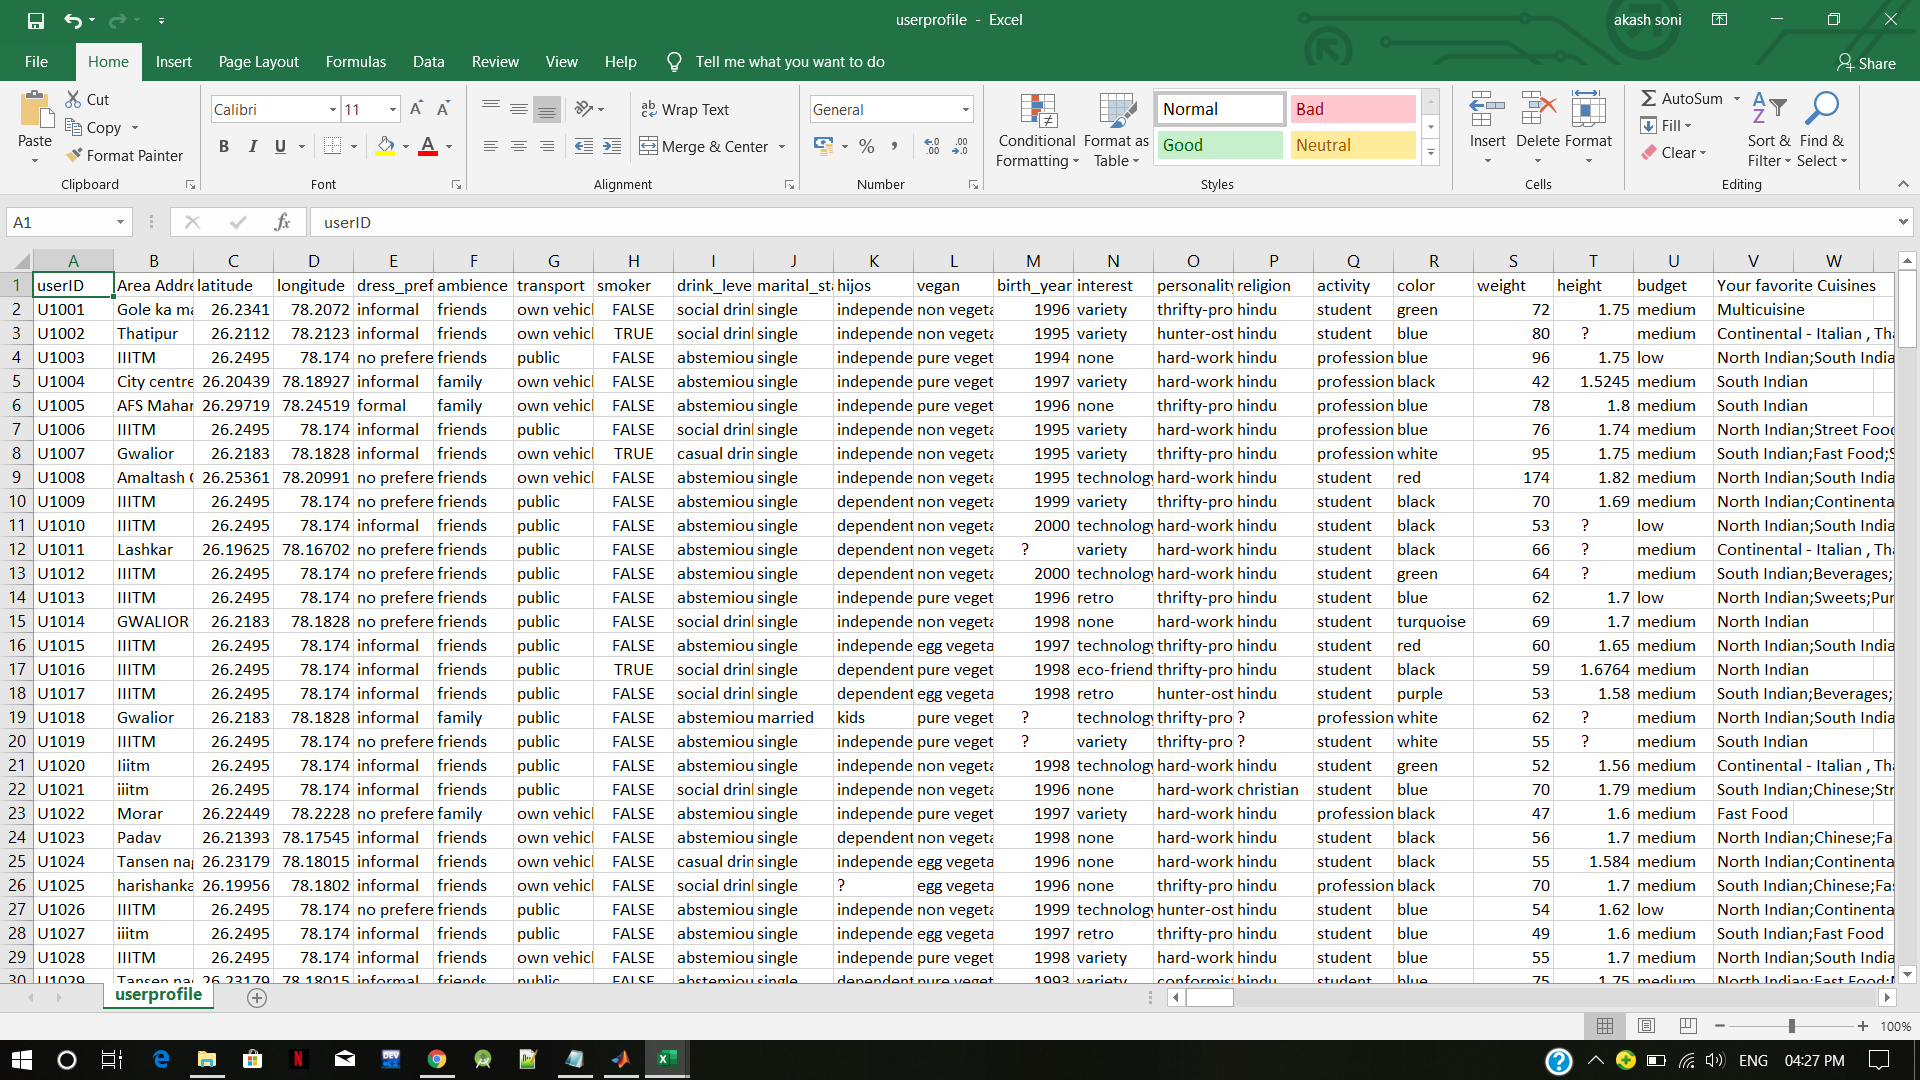 userprofile - Excel
akash soni
File Home Insert Page Layout Formulas Data Review View Help Tell me what you want to do
Share
Paste
Cut
Copy
Format Painter
Clipboard
Calibri 11
B I U
Font
Wrap Text
Merge & Center
Alignment
General
Number
Conditional Formatting
Format as Table
Normal Bad
Good Neutral
Styles
Insert Delete Format
Cells
AutoSum
Fill
Clear
Sort & Filter
Find & Select
Editing
A1 fx userID
A B C D E F G H I J K L M N O P Q R S T U V W
1 userID Area Addre latitude longitude dress_pref ambience transport smoker drink_leve marital_sta hijos vegan birth_year interest personality religion activity color weight height budget Your favorite Cuisines
2 U1001 Gole ka ma 26.2341 78.2072 informal friends own vehicl FALSE social drin single independe non vegeta 1996 variety thrifty-pro hindu student green 72 1.75 medium Multicuisine
3 U1002 Thatipur 26.2112 78.2123 informal friends own vehicl TRUE social drin single independe non vegeta 1995 variety hunter-ost hindu student blue 80 ? medium Continental - Italian , Tha
4 U1003 IIITM 26.2495 78.174 no prefere friends public FALSE abstemiou single independe pure veget 1994 none hard-work hindu profession blue 96 1.75 low North Indian;South India
5 U1004 City centre 26.20439 78.18927 informal family own vehicl FALSE abstemiou single independe pure veget 1997 variety hard-work hindu profession black 42 1.5245 medium South Indian
6 U1005 AFS Mahar 26.29719 78.24519 formal family own vehicl FALSE abstemiou single independe pure veget 1996 none thrifty-pro hindu profession blue 78 1.8 medium South Indian
7 U1006 IIITM 26.2495 78.174 informal friends public FALSE social drin single independe non vegeta 1995 variety hard-work hindu profession blue 76 1.74 medium North Indian;Street Food
8 U1007 Gwalior 26.2183 78.1828 informal friends own vehicl TRUE casual drin single independe non vegeta 1995 variety thrifty-pro hindu profession white 95 1.75 medium South Indian;Fast Food;S
9 U1008 Amaltash C 26.25361 78.20991 no prefere friends own vehicl FALSE abstemiou single independe non vegeta 1995 technology hard-work hindu student red 174 1.82 medium North Indian;South India
10 U1009 IIITM 26.2495 78.174 no prefere friends public FALSE abstemiou single dependent non vegeta 1999 variety thrifty-pro hindu student black 70 1.69 medium North Indian;Continenta
11 U1010 IIITM 26.2495 78.174 informal friends public FALSE abstemiou single dependent non vegeta 2000 technology hard-work hindu student black 53 ? low North Indian;South India
12 U1011 Lashkar 26.19625 78.16702 no prefere friends public FALSE abstemiou single dependent non vegeta ? variety hard-work hindu student black 66 ? medium Continental - Italian , Tha
13 U1012 IIITM 26.2495 78.174 no prefere friends public FALSE abstemiou single dependent non vegeta 2000 technology hard-work hindu student green 64 ? medium South Indian;Beverages;
14 U1013 IIITM 26.2495 78.174 no prefere friends public FALSE abstemiou single independe pure veget 1996 retro thrifty-pro hindu student blue 62 1.7 low North Indian;Sweets;Pur
15 U1014 GWALIOR 26.2183 78.1828 no prefere friends public FALSE social drin single independe non vegeta 1998 none hard-work hindu student turquoise 69 1.7 medium North Indian
16 U1015 IIITM 26.2495 78.174 informal friends public FALSE abstemiou single independe egg vegeta 1997 technology thrifty-pro hindu student red 60 1.65 medium North Indian;South India
17 U1016 IIITM 26.2495 78.174 informal friends public TRUE social drin single dependent pure veget 1998 eco-friend thrifty-pro hindu student black 59 1.6764 medium North Indian
18 U1017 IIITM 26.2495 78.174 informal friends public FALSE social drin single dependent egg vegeta 1998 retro hunter-ost hindu student purple 53 1.58 medium South Indian;Beverages;
19 U1018 Gwalior 26.2183 78.1828 informal family public FALSE abstemiou married kids pure veget ? technology thrifty-pro ? profession white 62 ? medium North Indian;South India
20 U1019 IIITM 26.2495 78.174 no prefere friends public FALSE abstemiou single independe pure veget ? variety thrifty-pro ? student white 55 ? medium South Indian
21 U1020 Iiitm 26.2495 78.174 informal friends public FALSE abstemiou single independe non vegeta 1998 technology hard-work hindu student green 52 1.56 medium Continental - Italian , Tha
22 U1021 iiitm 26.2495 78.174 informal friends public FALSE social drin single independe non vegeta 1996 none hard-work christian student blue 70 1.79 medium South Indian;Chinese;Str
23 U1022 Morar 26.22449 78.2228 no prefere family own vehicl FALSE abstemiou single independe pure veget 1997 variety hard-work hindu profession black 47 1.6 medium Fast Food
24 U1023 Padav 26.21393 78.17545 informal friends own vehicl FALSE abstemiou single dependent non vegeta 1998 none hard-work hindu student black 56 1.7 medium North Indian;Chinese;Fa
25 U1024 Tansen nag 26.23179 78.18015 informal friends own vehicl FALSE casual drin single independe egg vegeta 1996 none hard-work hindu student black 55 1.584 medium North Indian;Continenta
26 U1025 harishanka 26.19956 78.1802 informal friends own vehicl FALSE social drin single ? egg vegeta 1996 none thrifty-pro hindu profession black 70 1.7 medium South Indian;Chinese;Fas
27 U1026 IIITM 26.2495 78.174 no prefere friends public FALSE abstemiou single independe non vegeta 1999 technology hunter-ost hindu student blue 54 1.62 low North Indian;Continenta
28 U1027 iiitm 26.2495 78.174 informal friends public FALSE abstemiou single independe egg vegeta 1997 retro thrifty-pro hindu student blue 49 1.6 medium South Indian;Fast Food
29 U1028 IIITM 26.2495 78.174 informal friends own vehicl FALSE abstemiou single independe pure veget 1998 variety hard-work hindu student blue 55 1.7 medium North Indian;South India
30 U1029 Tansen nag 26.23179 78.18015 informal friends public FALSE abstemiou single dependent pure veget 1993 variety conformis hindu student blue 75 1.75 medium North Indian;Fast Food;
userprofile
100%
ENG 04:27 PM